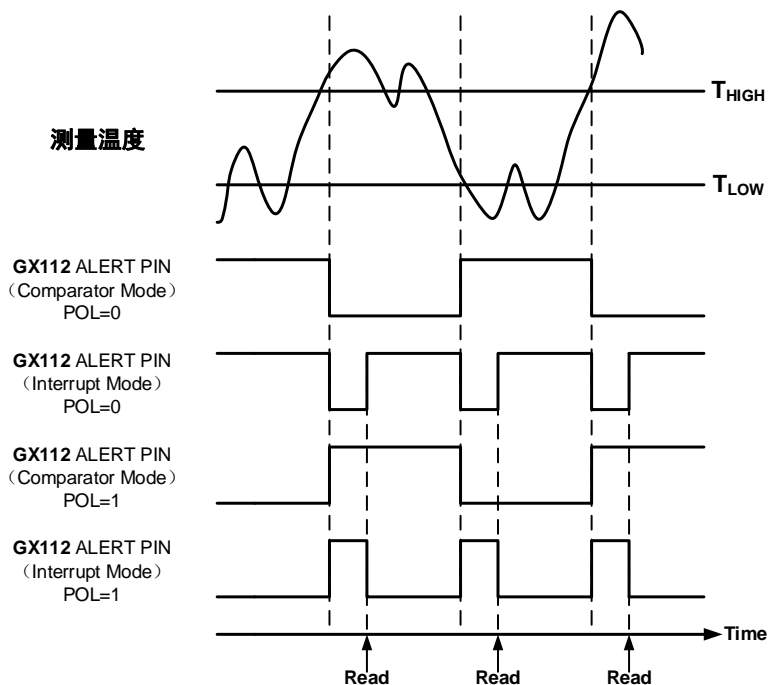 T_HIGH
测量温度
T_LOW
GX112 ALERT PIN
（Comparator Mode）
POL=0
GX112 ALERT PIN
（Interrupt Mode）
POL=0
GX112 ALERT PIN
（Comparator Mode）
POL=1
GX112 ALERT PIN
（Interrupt Mode）
POL=1
Time
Read Read Read